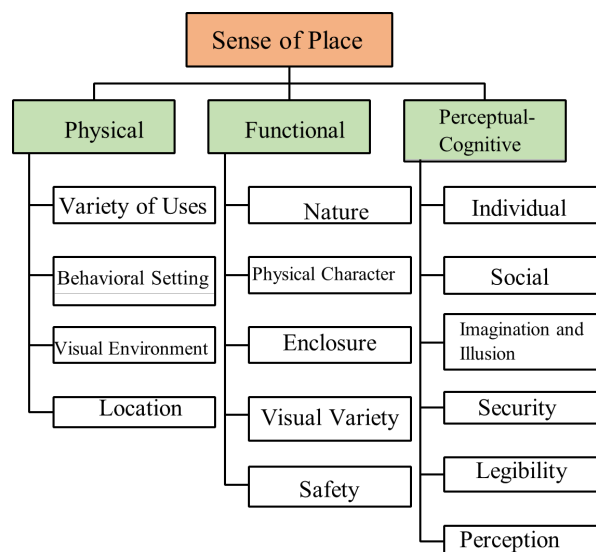 Sense of Place
Physical
Variety of Uses
Behavioral Setting
Visual Environment
Location
Functional
Nature
Physical Character
Enclosure
Visual Variety
Safety
Perceptual-
Cognitive
Individual
Social
Imagination and
Illusion
Security
Legibility
Perception